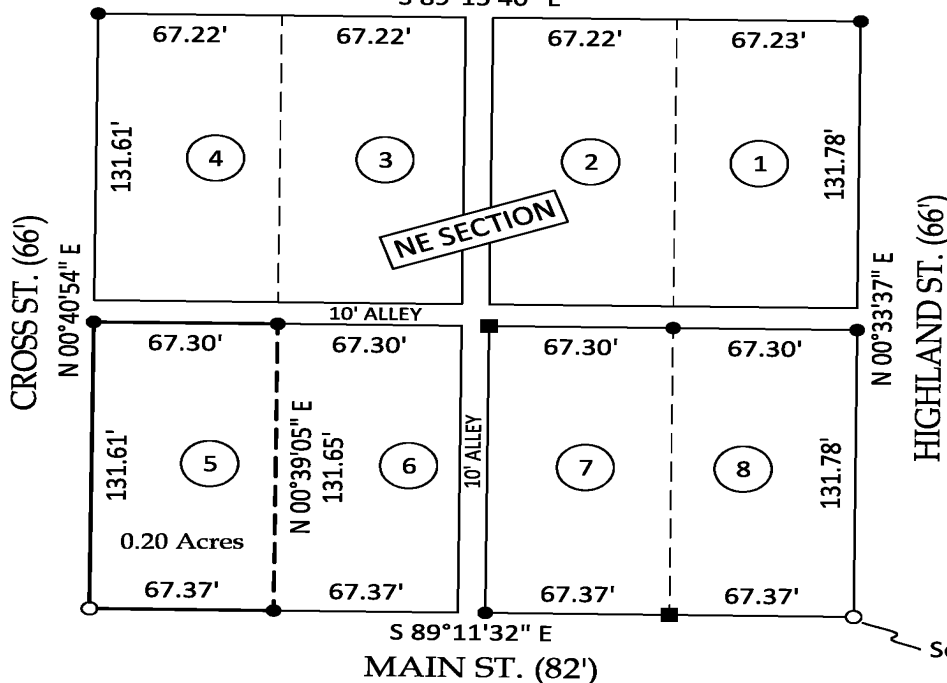 S 89°15'40" E
67.22' 67.22' 67.22' 67.23'
131.61' 4 3 2 1 131.78'
NE SECTION
CROSS ST. (66')
N 00°40'54" E
10' ALLEY
N 00°33'37" E
HIGHLAND ST. (66')
67.30' 67.30' 67.30' 67.30'
131.61' 5 N 00°39'05" E 131.65' 6 10' ALLEY 7 8 131.78'
0.20 Acres
67.37' 67.37' 67.37' 67.37'
S 89°11'32" E
MAIN ST. (82')